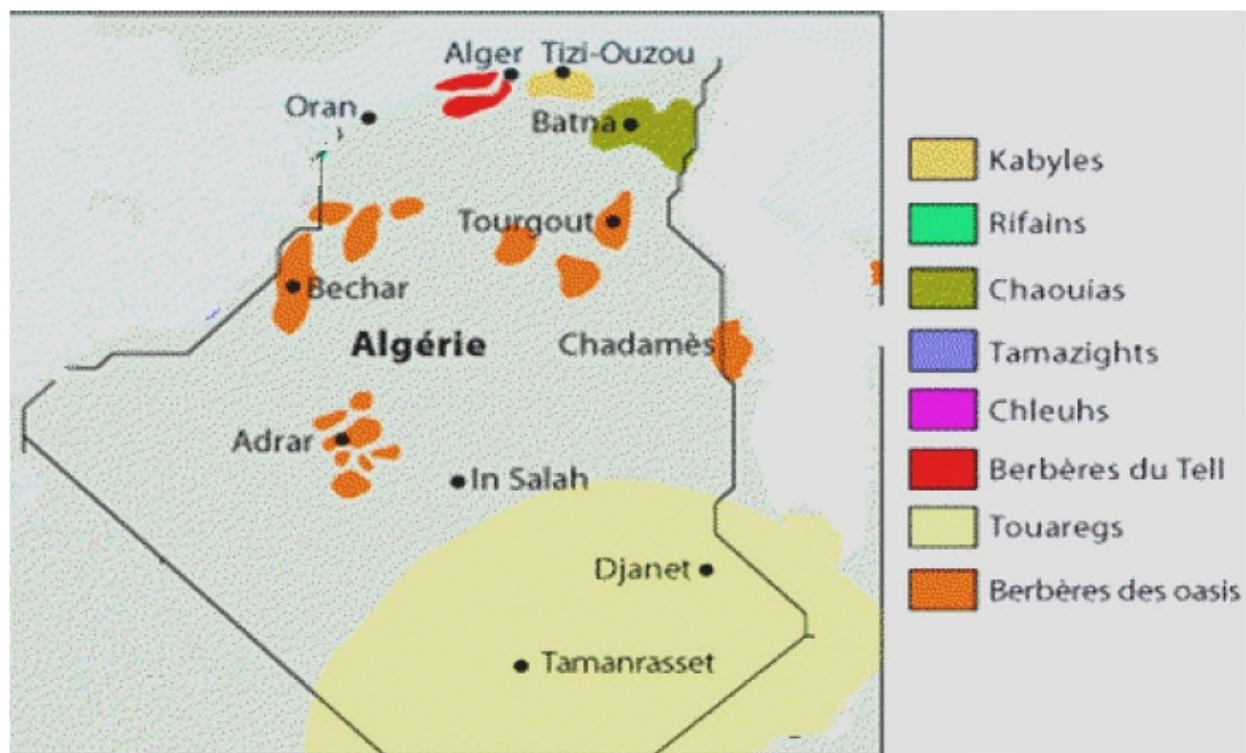 Alger Tizi-Ouzou
Oran
Batna
Tourgout
Bechar
Algérie
Chadamès
Adrar
In Salah
Djanet
Tamanrasset
Kabyles
Rifains
Chaouias
Tamazights
Chleuhs
Berbères du Tell
Touaregs
Berbères des oasis